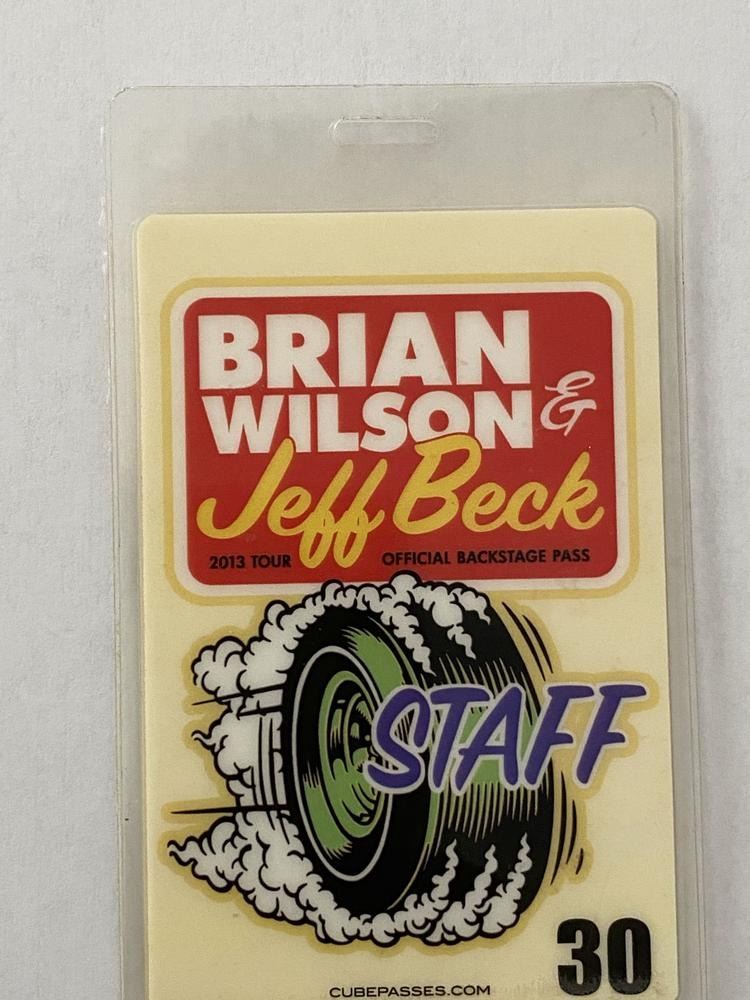 BRIAN
WILSON &
Jeff Beck
2013 TOUR OFFICIAL BACKSTAGE PASS
STAFF
30
CUBEPASSES.COM